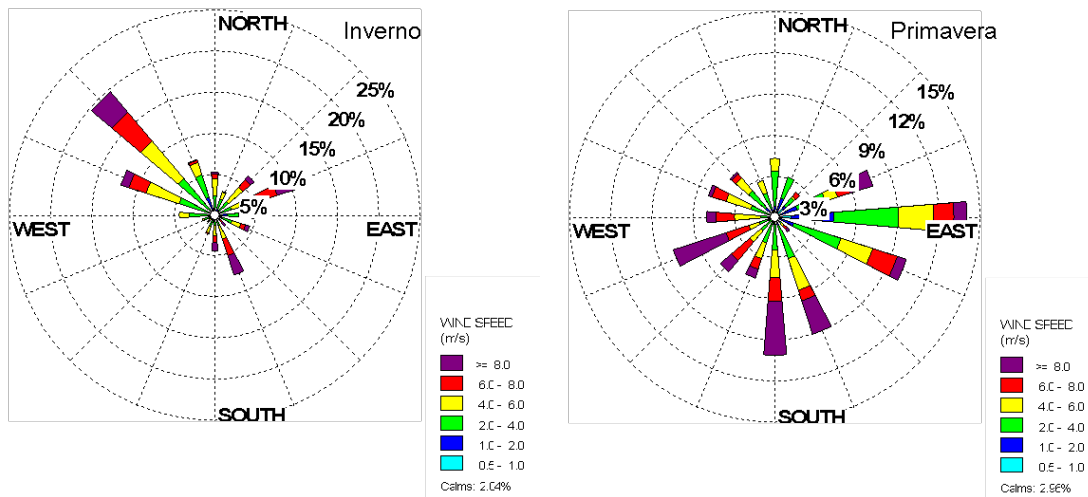 NORTH
Inverno
25%
20%
15%
10%
5%
WEST
EAST
SOUTH
WIND SPEED
(m/s)
>= 8.0
6.0 - 8.0
4.0 - 6.0
2.0 - 4.0
1.0 - 2.0
0.5 - 1.0
Calms: 2.04%
NORTH
Primavera
15%
12%
9%
6%
3%
WEST
EAST
SOUTH
WIND SPEED
(m/s)
>= 8.0
6.0 - 8.0
4.0 - 6.0
2.0 - 4.0
1.0 - 2.0
0.5 - 1.0
Calms: 2.96%